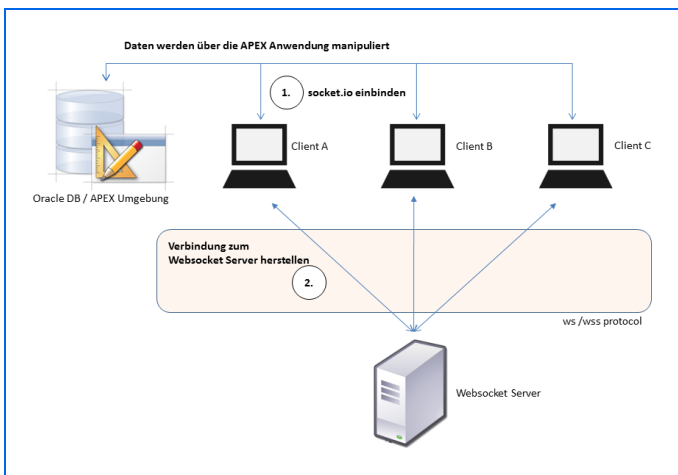 Daten werden über die APEX Anwendung manipuliert
1.
socket.io einbinden
Client A
Client B
Client C
Oracle DB / APEX Umgebung
Verbindung zum
Websocket Server herstellen
2.
ws /wss protocol
Websocket Server